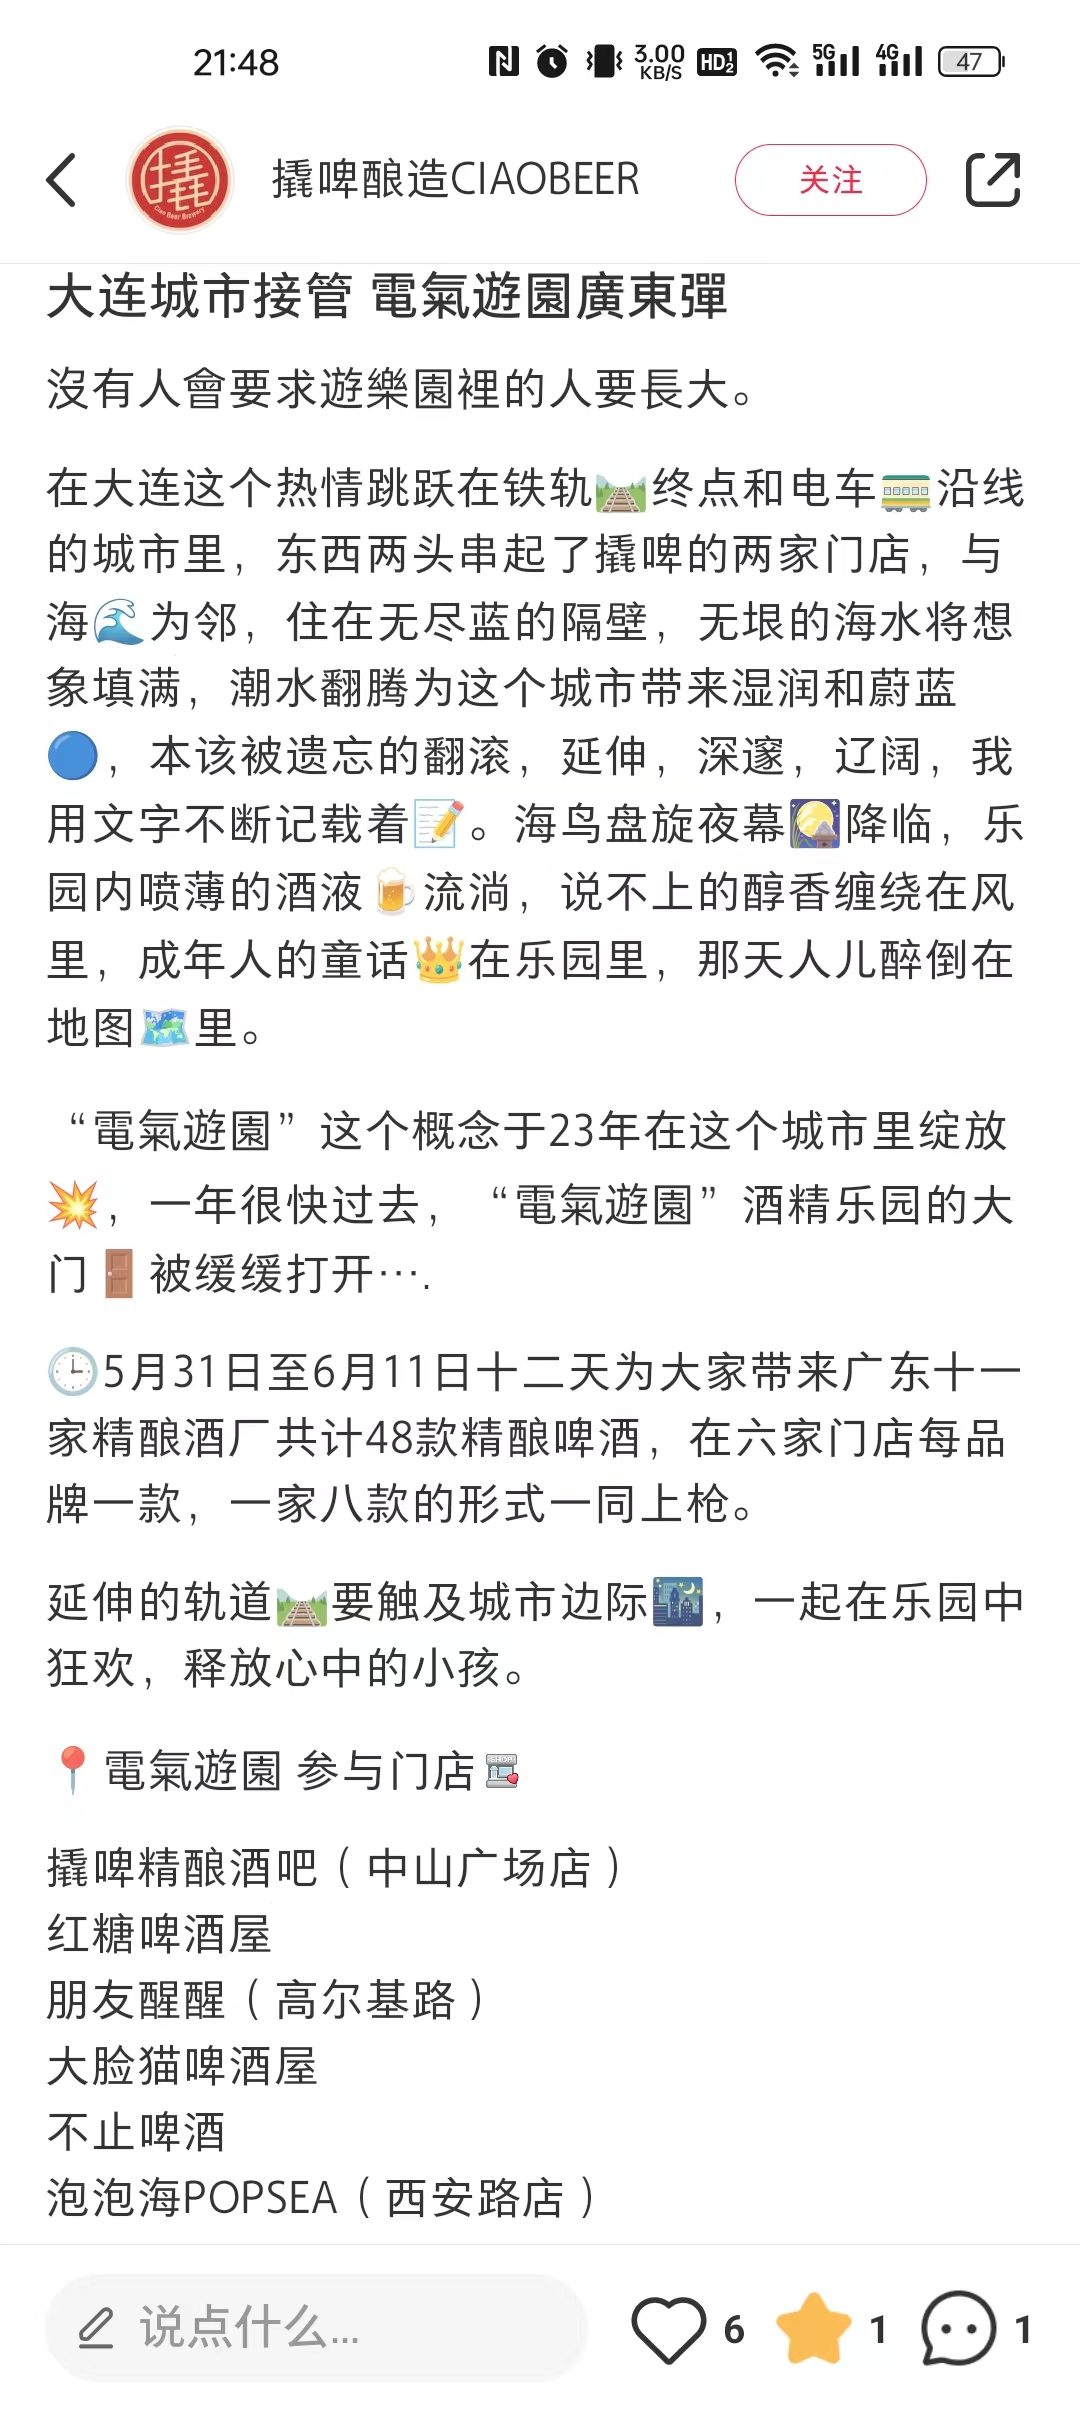 21:48
3.00 KB/S HD 1 2 5G 4G 47
撬啤酿造CIAOBEER 关注
大连城市接管 電氣遊園廣東彈
沒有人會要求遊樂園裡的人要長大。
在大连这个热情跳跃在铁轨🛤️终点和电车🚃沿线
的城市里，东西两头串起了撬啤的两家门店，与
海🌊为邻，住在无尽蓝的隔壁，无垠的海水将想
象填满，潮水翻腾为这个城市带来湿润和蔚蓝
🔵，本该被遗忘的翻滚，延伸，深邃，辽阔，我
用文字不断记载着📝。海鸟盘旋夜幕🎑降临，乐
园内喷薄的酒液🍺流淌，说不上的醇香缠绕在风
里，成年人的童话👑在乐园里，那天人儿醉倒在
地图🗺️里。
“電氣遊園”这个概念于23年在这个城市里绽放
💥，一年很快过去，“電氣遊園”酒精乐园的大
门🚪被缓缓打开….
🕒5月31日至6月11日十二天为大家带来广东十一
家精酿酒厂共计48款精酿啤酒，在六家门店每品
牌一款，一家八款的形式一同上枪。
延伸的轨道🛤️要触及城市边际🌃，一起在乐园中
狂欢，释放心中的小孩。
📍電氣遊園 参与门店
撬啤精酿酒吧（中山广场店）
红糖啤酒屋
朋友醒醒（高尔基路）
大脸猫啤酒屋
不止啤酒
泡泡海POPSEA（西安路店）
说点什么... 6 1 1